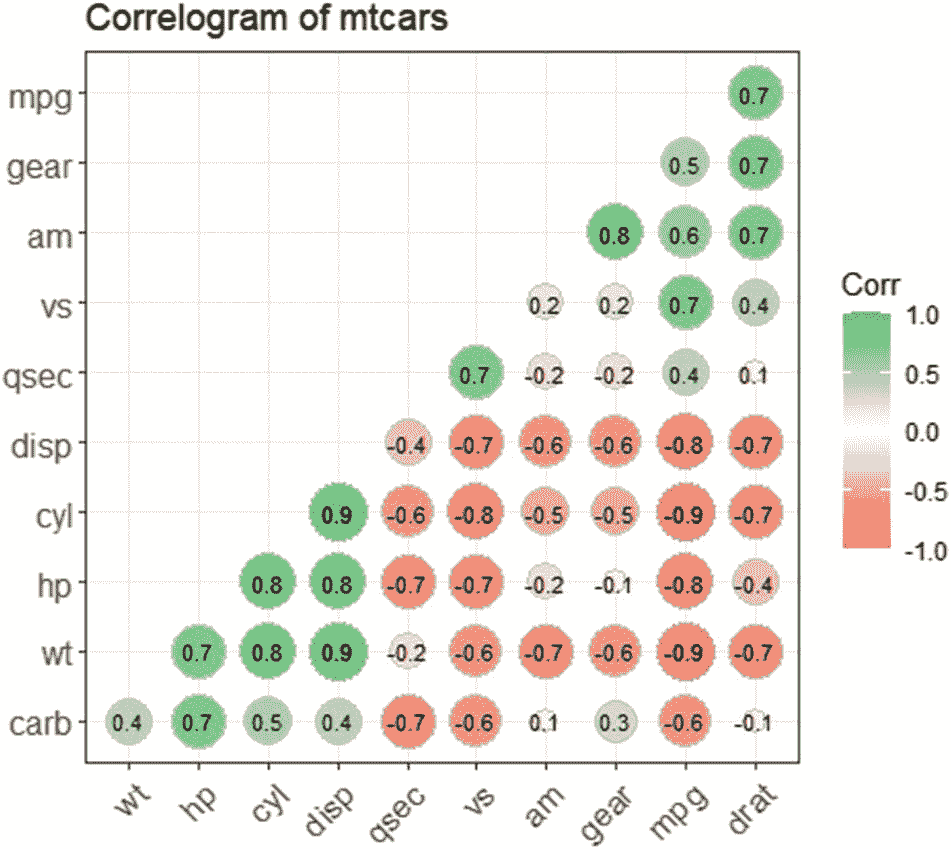 Correlogram of mtcars
mpg 0.7
gear 0.5 0.7
am 0.8 0.6 0.7
vs 0.2 0.2 0.7 0.4
qsec 0.7 -0.2 -0.2 0.4 0.1
disp -0.4 -0.7 -0.6 -0.6 -0.8 -0.7
cyl 0.9 -0.6 -0.8 -0.5 -0.5 -0.9 -0.7
hp 0.8 0.8 -0.7 -0.7 -0.2 -0.1 -0.8 -0.4
wt 0.7 0.8 0.9 -0.2 -0.6 -0.7 -0.6 -0.9 -0.7
carb 0.4 0.7 0.5 0.4 -0.7 -0.6 0.1 0.3 -0.6 -0.1
wt hp cyl disp qsec vs am gear mpg drat
Corr
1.0
0.5
0.0
-0.5
-1.0